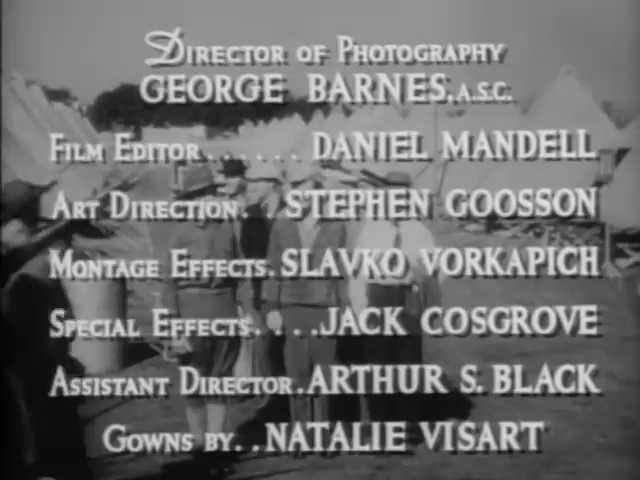 Director of Photography
GEORGE BARNES, A.S.C.
Film Editor....... DANIEL MANDELL
Art Direction.. STEPHEN GOOSSON
Montage Effects. SLAVKO VORKAPICH
Special Effects....JACK COSGROVE
Assistant Director.ARTHUR S. BLACK
Gowns by...NATALIE VISART